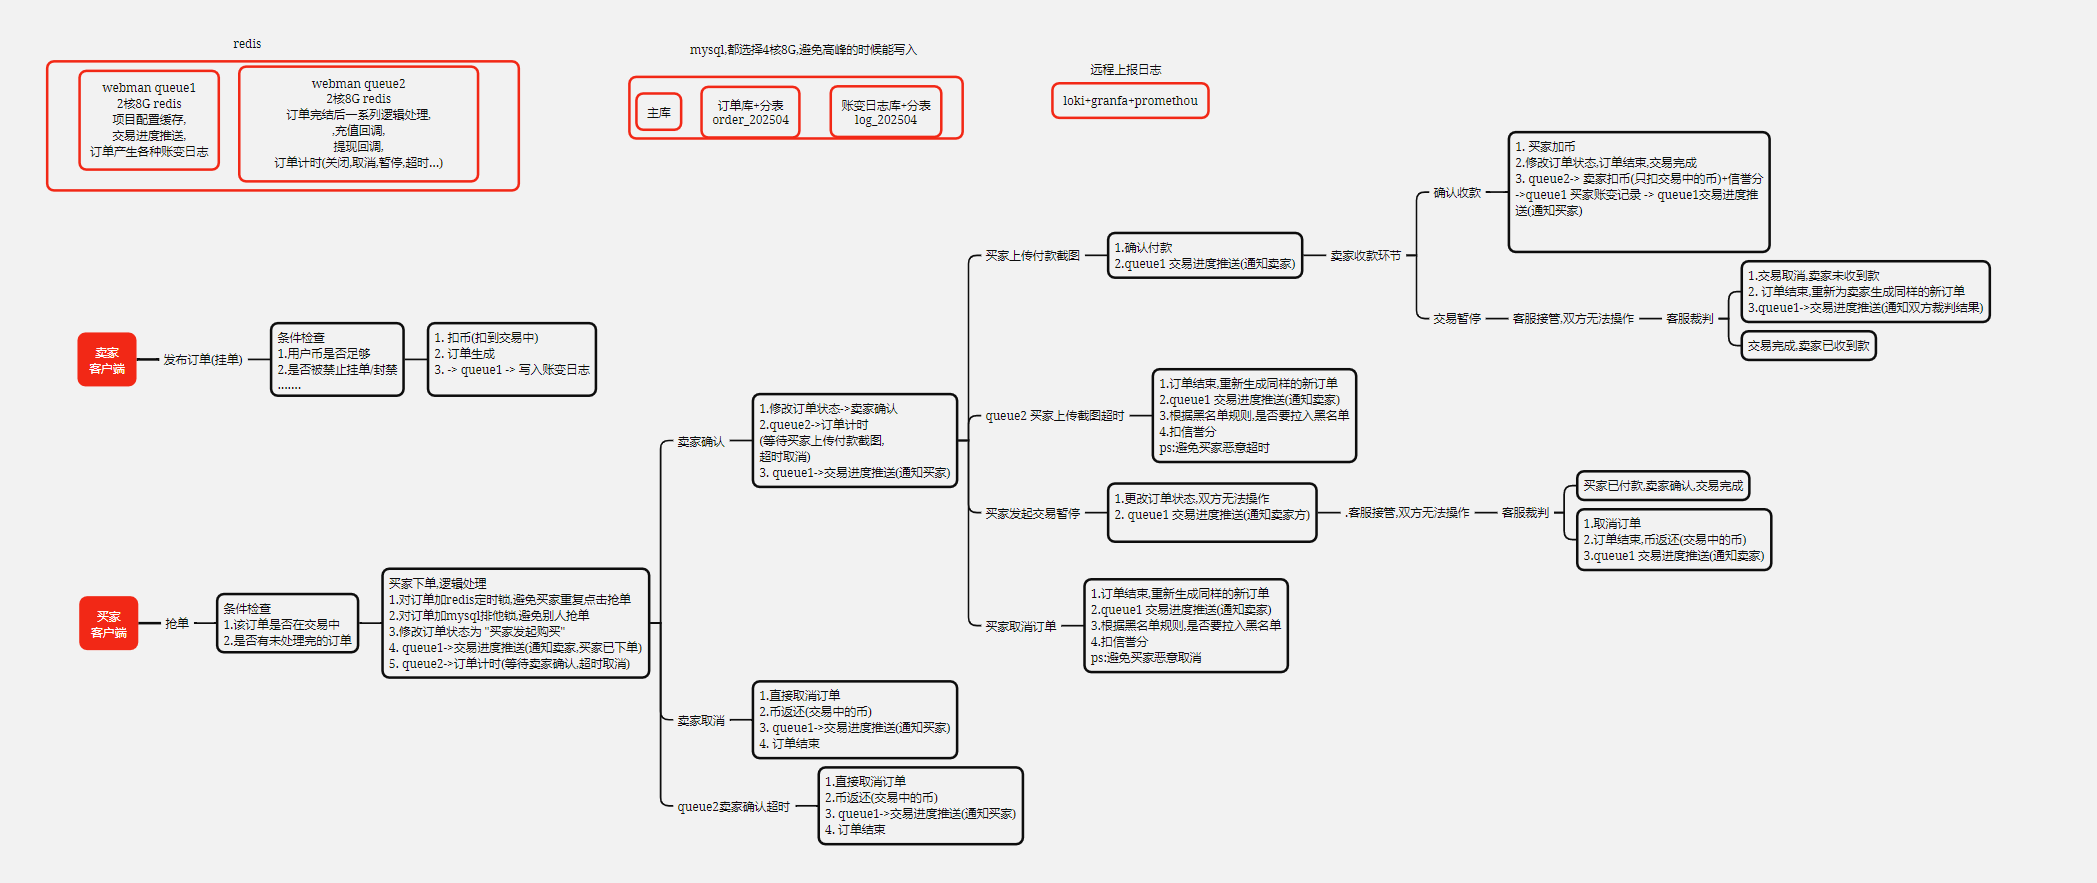 redis
webman queue1
2核8G redis
项目配置缓存,
交易进度推送,
订单产生各种账变日志
webman queue2
2核8G redis
订单完结后一系列逻辑处理,
,充值回调,
提现回调,
订单计时(关闭,取消,暂停,超时...)
mysql,都选择4核8G,避免高峰的时候能写入
主库
订单库+分表
order_202504
账变日志库+分表
log_202504
远程上报日志
loki+granfa+promethou
卖家
客户端
发布订单(挂单)
条件检查
1.用户币是否足够
2.是否被禁止挂单/封禁
.......
1. 扣币(扣到交易中)
2. 订单生成
3. -> queue1 -> 写入账变日志
买家
客户端
抢单
条件检查
1.该订单是否在交易中
2.是否有未处理完的订单
买家下单,逻辑处理
1.对订单加redis定时锁,避免买家重复点击抢单
2.对订单加mysql排他锁,避免别人抢单
3.修改订单状态为 "买家发起购买"
4. queue1->交易进度推送(通知卖家,买家已下单)
5. queue2->订单计时(等待卖家确认,超时取消)
卖家确认
1.修改订单状态->卖家确认
2.queue2->订单计时
(等待买家上传付款截图,
超时取消)
3. queue1->交易进度推送(通知买家)
买家上传付款截图
1.确认付款
2.queue1 交易进度推送(通知卖家)
卖家收款环节
确认收款
1. 买家加币
2.修改订单状态,订单结束,交易完成
3. queue2-> 卖家扣币(只扣交易中的币)+信誉分
->queue1 买家账变记录 -> queue1交易进度推
送(通知买家)
交易暂停
客服接管,双方无法操作
客服裁判
1.交易取消,卖家未收到款
2. 订单结束,重新为卖家生成同样的新订单
3.queue1->交易进度推送(通知双方裁判结果)
交易完成,卖家已收到款
queue2 买家上传截图超时
1.订单结束,重新生成同样的新订单
2.queue1 交易进度推送(通知卖家)
3.根据黑名单规则,是否要拉入黑名单
4.扣信誉分
ps:避免买家恶意超时
买家发起交易暂停
1.更改订单状态,双方无法操作
2. queue1 交易进度推送(通知卖家方)
.客服接管,双方无法操作
客服裁判
买家已付款,卖家确认,交易完成
1.取消订单
2.订单结束,币返还(交易中的币)
3.queue1 交易进度推送(通知卖家)
买家取消订单
1.订单结束,重新生成同样的新订单
2.queue1 交易进度推送(通知卖家)
3.根据黑名单规则,是否要拉入黑名单
4.扣信誉分
ps:避免买家恶意取消
卖家取消
1.直接取消订单
2.币返还(交易中的币)
3. queue1->交易进度推送(通知买家)
4. 订单结束
queue2卖家确认超时
1.直接取消订单
2.币返还(交易中的币)
3. queue1->交易进度推送(通知买家)
4. 订单结束